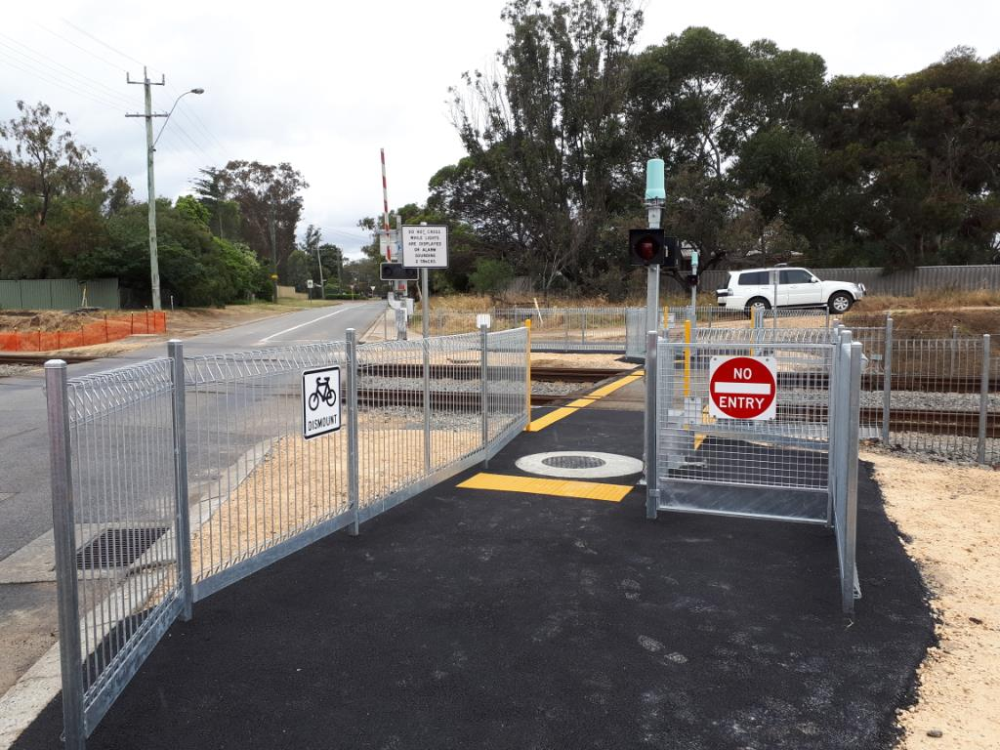 DO NOT CROSS
WHILE LIGHTS
ARE DISPLAYED
OR ALARM
SOUNDING
2 TRACKS
DISMOUNT
NO
ENTRY